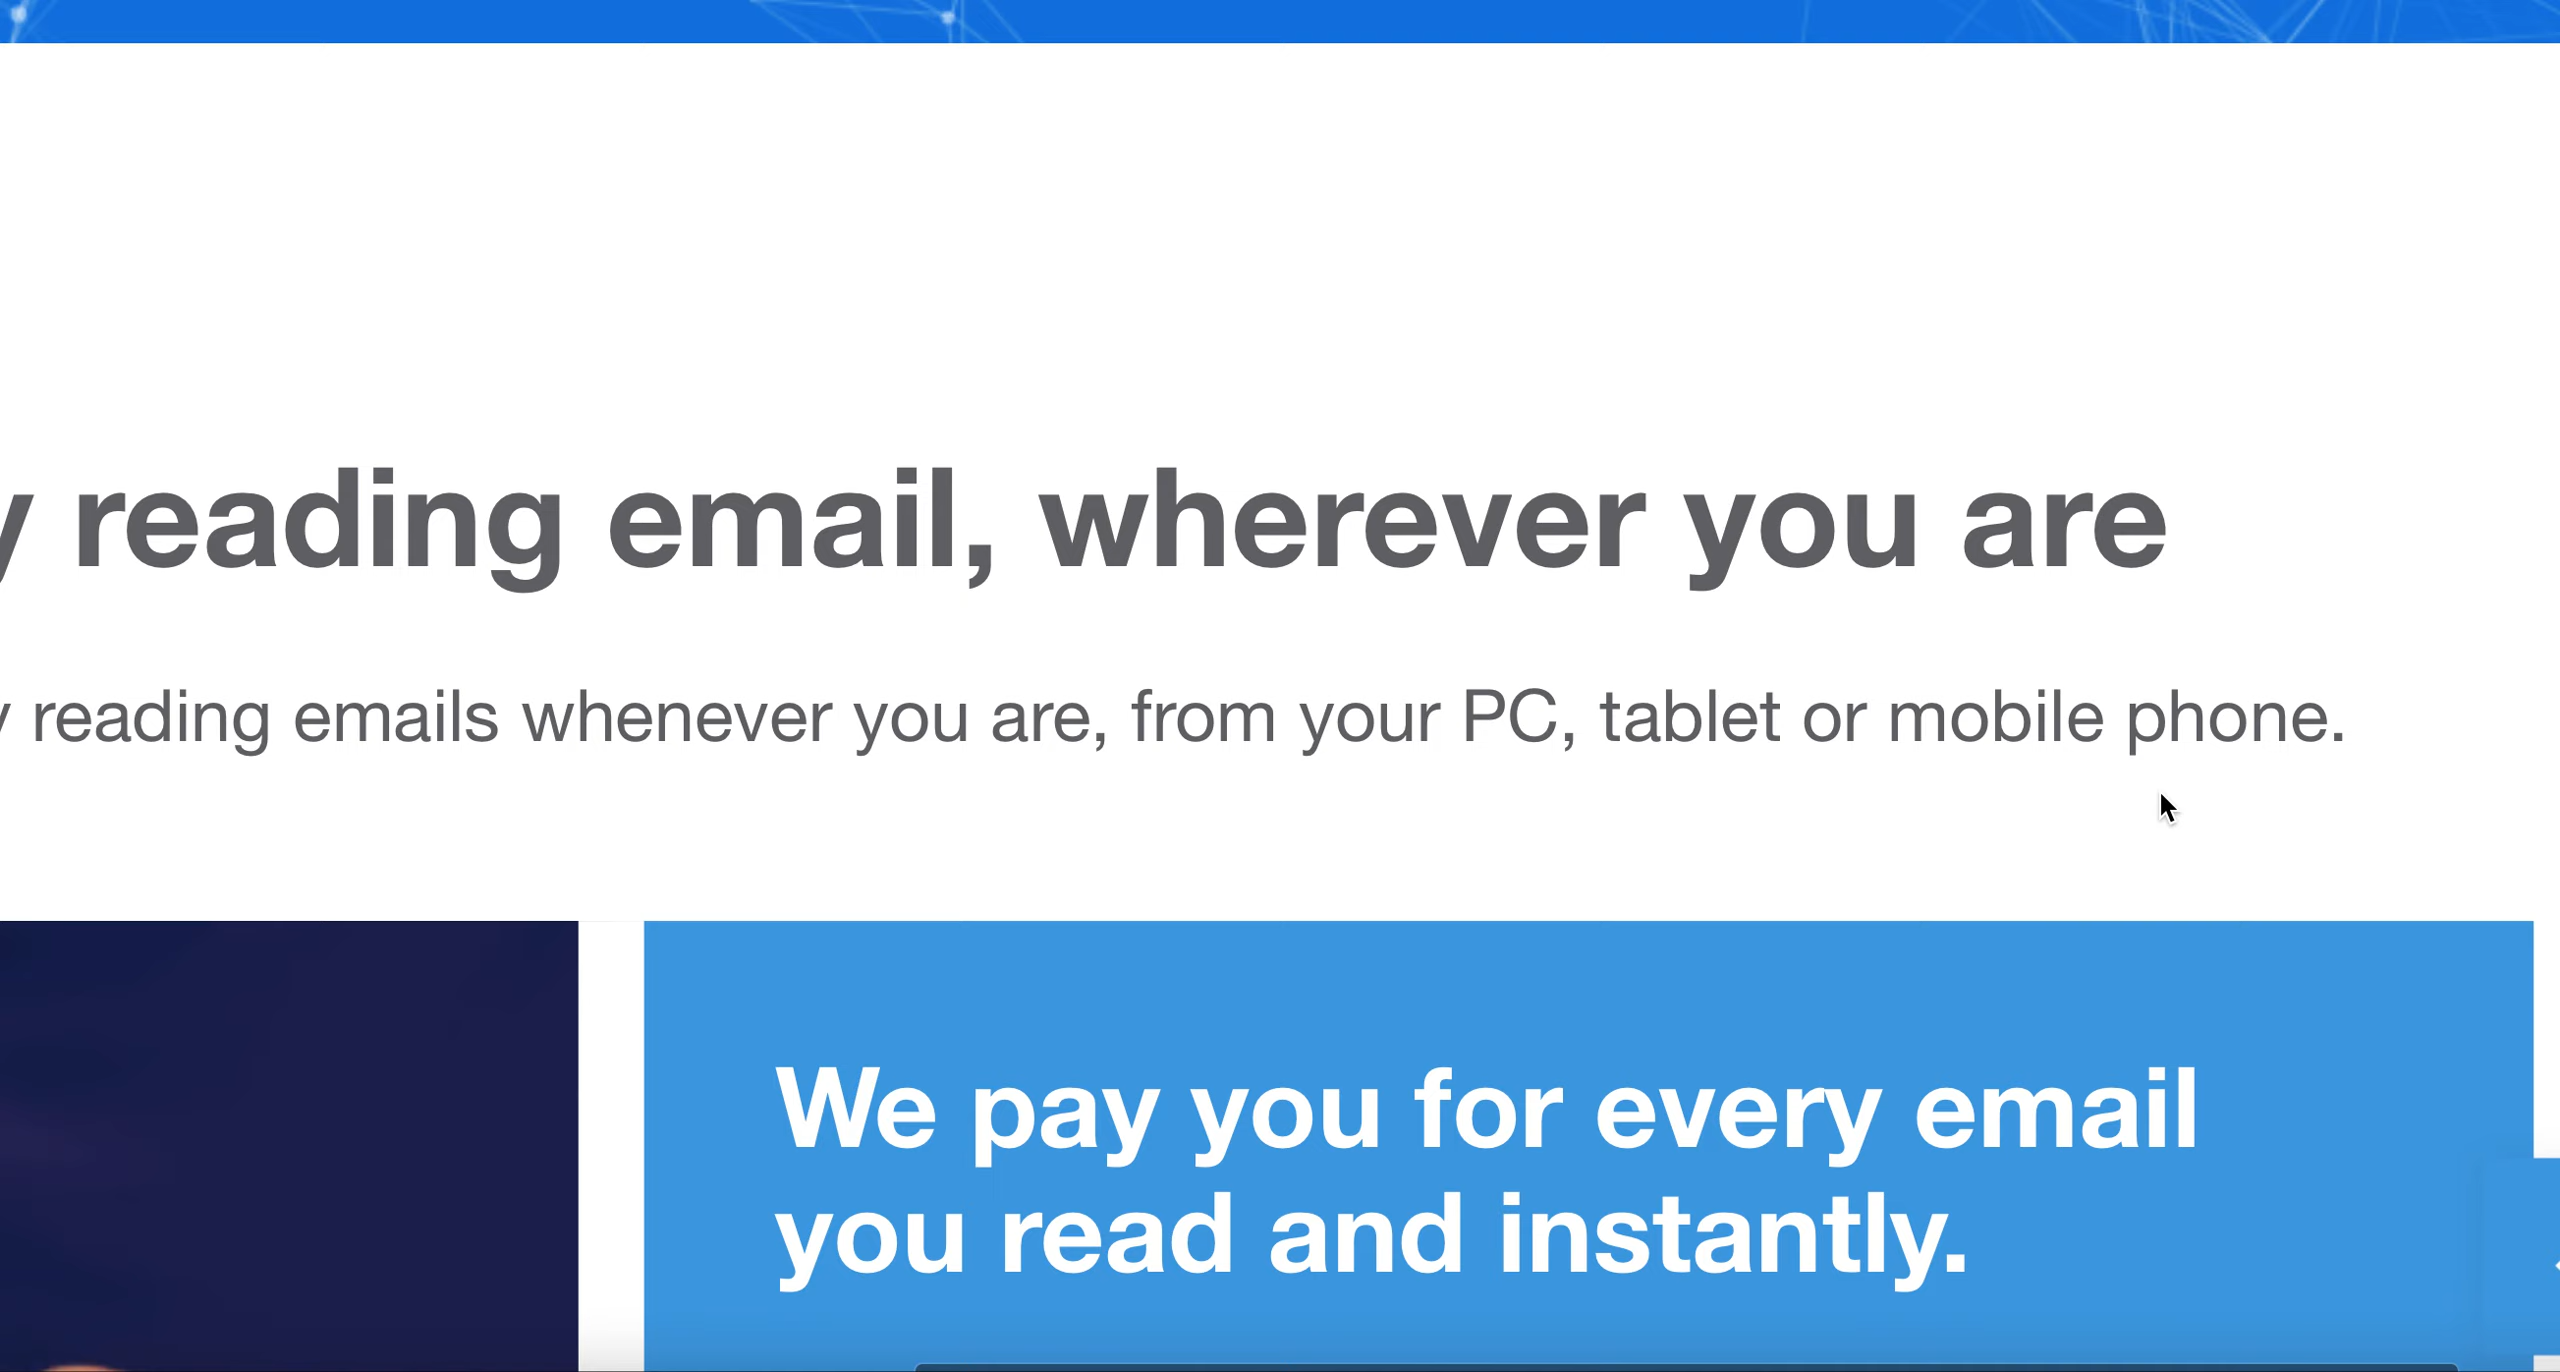 y reading email, wherever you are
y reading emails whenever you are, from your PC, tablet or mobile phone.
We pay you for every email
you read and instantly.